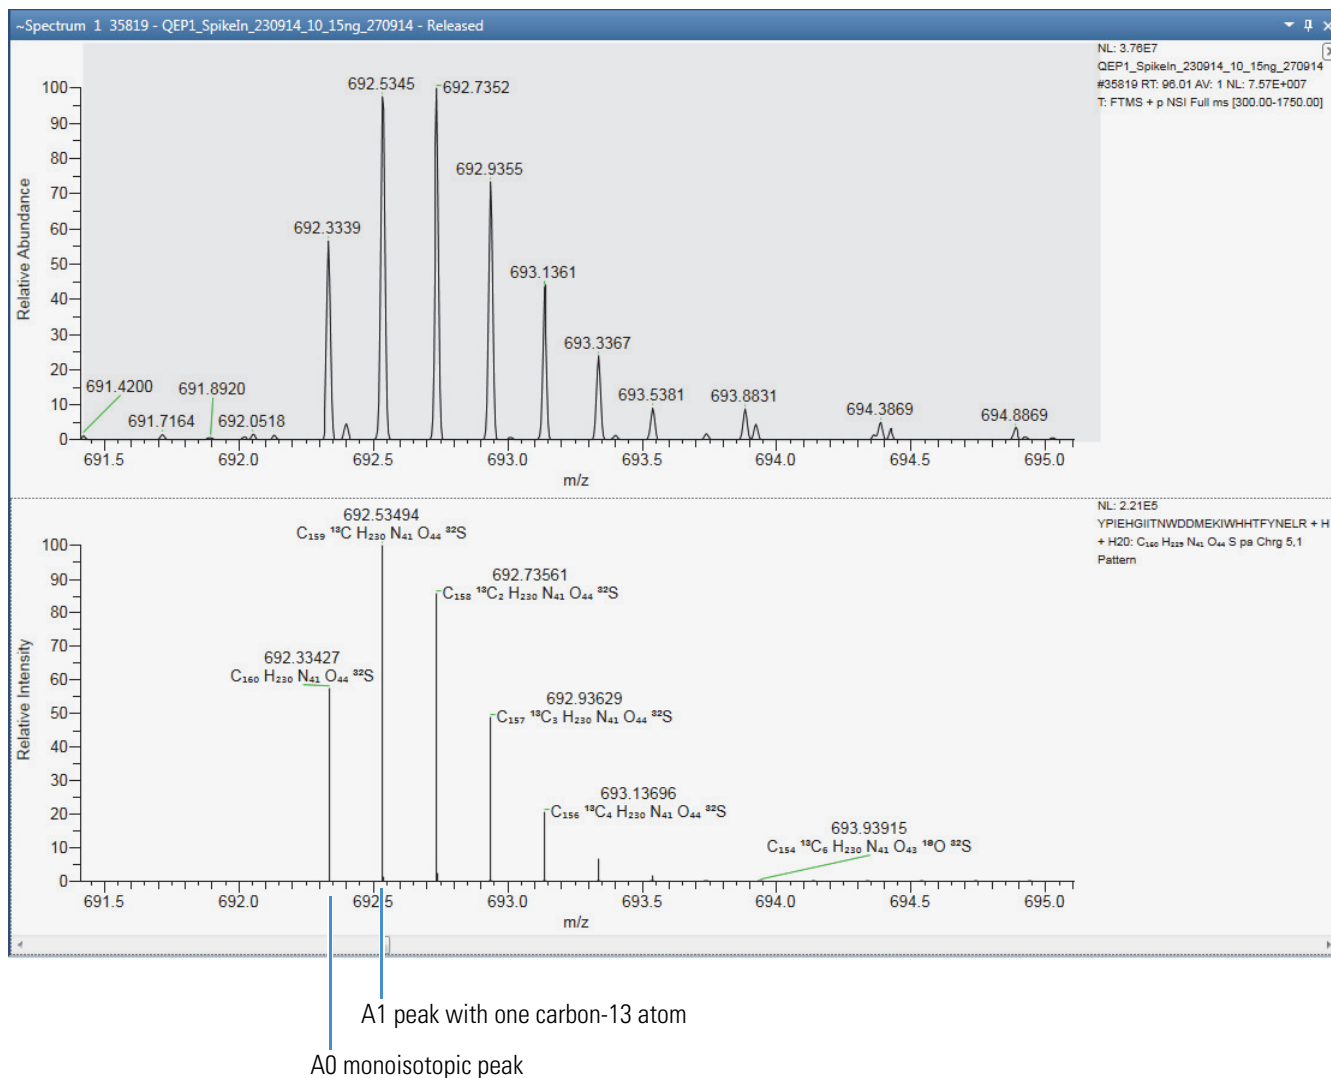 ~Spectrum 1 35819 - QEP1_SpikeIn_230914_10_15ng_270914 - Released
NL: 3.76E7
QEP1_SpikeIn_230914_10_15ng_270914
#35819 RT: 96.01 AV: 1 NL: 7.57E+007
T: FTMS + p NSI Full ms [300.00-1750.00]
Relative Abundance
100
90
80
70
60
50
40
30
20
10
0
692.5345
692.7352
692.9355
692.3339
693.1361
693.3367
691.4200
691.8920
693.5381
693.8831
691.7164
692.0518
694.3869
694.8869
691.5 692.0 692.5 693.0 693.5 694.0 694.5 695.0
m/z
NL: 2.21E5
YPIEHGIITNWDDMEKIWHHTFYNELR + H
+ H20: C₁₆₀ H₂₂₉ N₄₁ O₄₄ S pa Chrg 5,1
Pattern
Relative Intensity
100
90
80
70
60
50
40
30
20
10
0
692.53494
C₁₅₉ ¹³C H₂₃₀ N₄₁ O₄₄ ³²S
692.73561
C₁₅₈ ¹³C₂ H₂₃₀ N₄₁ O₄₄ ³²S
692.33427
C₁₆₀ H₂₃₀ N₄₁ O₄₄ ³²S
692.93629
C₁₅₇ ¹³C₃ H₂₃₀ N₄₁ O₄₄ ³²S
693.13696
C₁₅₆ ¹³C₄ H₂₃₀ N₄₁ O₄₄ ³²S
693.93915
C₁₅₄ ¹³C₆ H₂₃₀ N₄₁ O₄₃ ¹⁸O ³²S
691.5 692.0 692.5 693.0 693.5 694.0 694.5 695.0
m/z
A1 peak with one carbon-13 atom
A0 monoisotopic peak